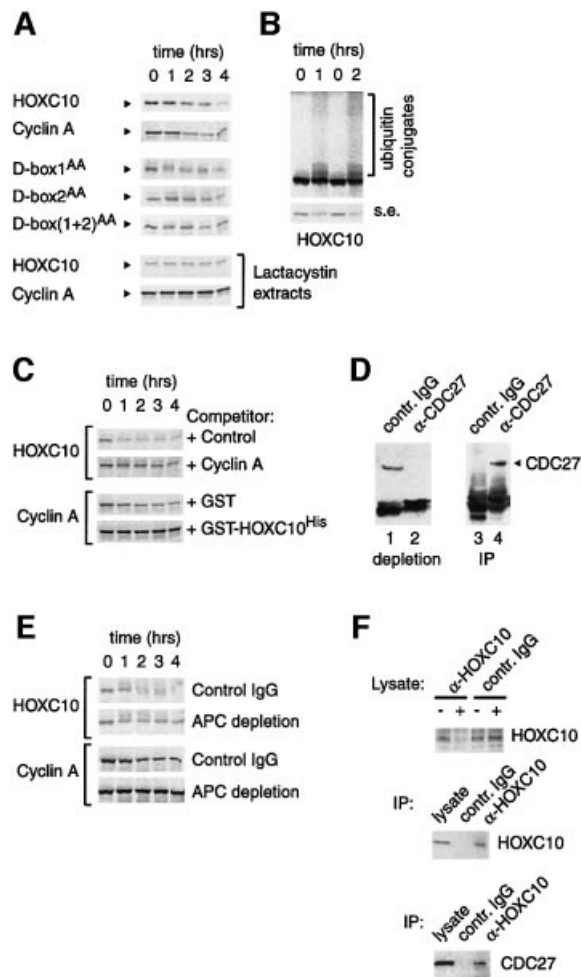 A
time (hrs)
0 1 2 3 4
HOXC10
Cyclin A
D-box1AA
D-box2AA
D-box(1+2)AA
HOXC10
Cyclin A
Lactacystin
extracts
B
time (hrs)
0 1 0 2
ubiquitin
conjugates
s.e.
HOXC10
C
time (hrs)
0 1 2 3 4
Competitor:
HOXC10
+ Control
+ Cyclin A
Cyclin A
+ GST
+ GST-HOXC10His
D
contr. IgG
α-CDC27
contr. IgG
α-CDC27
CDC27
1 2
3 4
depletion
IP
E
time (hrs)
0 1 2 3 4
HOXC10
Control IgG
APC depletion
Cyclin A
Control IgG
APC depletion
F
α-HOXC10
contr. IgG
Lysate:
- + - +
HOXC10
IP:
lysate
contr. IgG
α-HOXC10
HOXC10
IP:
lysate
contr. IgG
α-HOXC10
CDC27